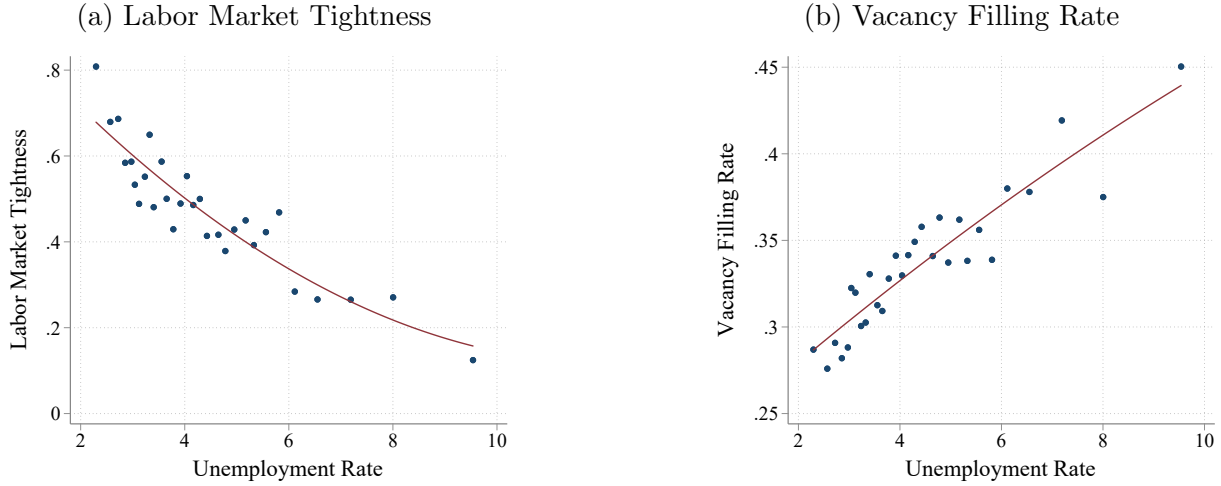 (a) Labor Market Tightness
Labor Market Tightness
.8
.6
.4
.2
0
2 4 6 8 10
Unemployment Rate
(b) Vacancy Filling Rate
Vacancy Filling Rate
.45
.4
.35
.3
.25
2 4 6 8 10
Unemployment Rate